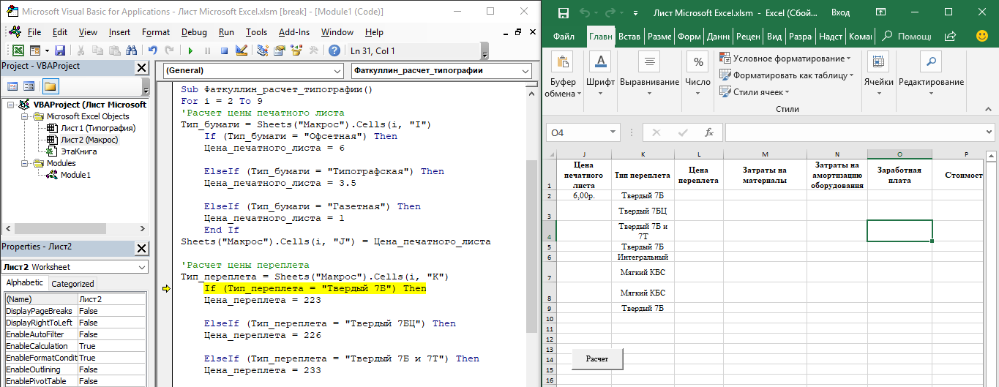 Microsoft Visual Basic for Applications - Лист Microsoft Excel.xlsm [break] - [Module1 (Code)]
File Edit View Insert Format Debug Run Tools Add-Ins Window Help
Ln 31, Col 1
Project - VBAProject
VBAProject (Лист Microsoft
Microsoft Excel Objects
Лист1 (Типография)
Лист2 (Макрос)
ЭтаКнига
Modules
Module1
Properties - Лист2
Лист2 Worksheet
Alphabetic Categorized
(Name) Лист2
DisplayPageBreaks False
DisplayRightToLeft False
EnableAutoFilter False
EnableCalculation True
EnableFormatCondit True
EnableOutlining False
EnablePivotTable False
(General) Фаткуллин_расчет_типографии
Sub Фаткуллин_расчет_типографии()
For i = 2 To 9
'Расчет цены печатного листа
Тип_бумаги = Sheets("Макрос").Cells(i, "I")
If (Тип_бумаги = "Офсетная") Then
Цена_печатного_листа = 6
ElseIf (Тип_бумаги = "Типографская") Then
Цена_печатного_листа = 3.5
ElseIf (Тип_бумаги = "Газетная") Then
Цена_печатного_листа = 1
End If
Sheets("Макрос").Cells(i, "J") = Цена_печатного_листа
'Расчет цены переплета
Тип_переплета = Sheets("Макрос").Cells(i, "K")
If (Тип_переплета = "Твердый 7Б") Then
Цена_переплета = 223
ElseIf (Тип_переплета = "Твердый 7БЦ") Then
Цена_переплета = 226
ElseIf (Тип_переплета = "Твердый 7Б и 7Т") Then
Цена_переплета = 233
Лист Microsoft Excel.xlsm - Excel (Сбой... Вход
Файл Главн Встав Разме Форм Данны Рецен Вид Разра Надст Коман Помощь
Буфер обмена
Шрифт
Выравнивание
%
Число
Условное форматирование
Форматировать как таблицу
Стили ячеек
Стили
Ячейки
Редактирование
O4 fx
J K L M N O P
1 Цена печатного листа Тип переплета Цена переплета Затраты на материалы Затраты на амортизацию оборудования Заработная плата Стоимост
2 6,00р. Твердый 7Б
3 Твердый 7БЦ
4 Твердый 7Б и 7Т
5 Твердый 7Б
6 Интегральный
7 Мягкий КБС
8 Мягкий КБС
9 Твердый 7Б
10
11
12
13
14 Расчет
15
16